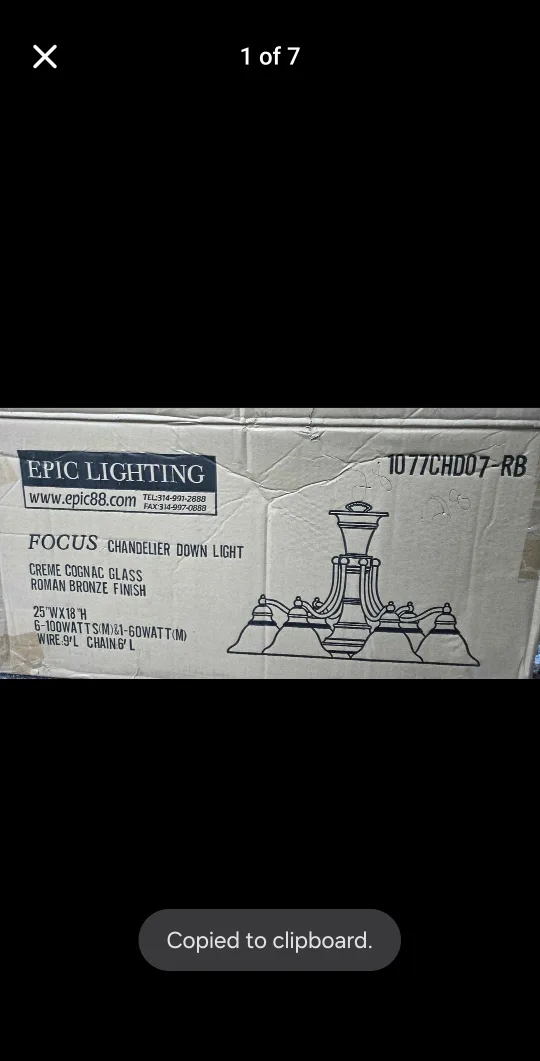 1 of 7
EPIC LIGHTING
www.epic88.com
TEL:314-991-2888
FAX:314-997-0888
1077CHD07-RB
FOCUS CHANDELIER DOWN LIGHT
CREME COGNAC GLASS
ROMAN BRONZE FINISH
25"WX18"H
6-100WATTS(M)&1-60WATT(M)
WIRE:9'L CHAIN:6'L
Copied to clipboard.